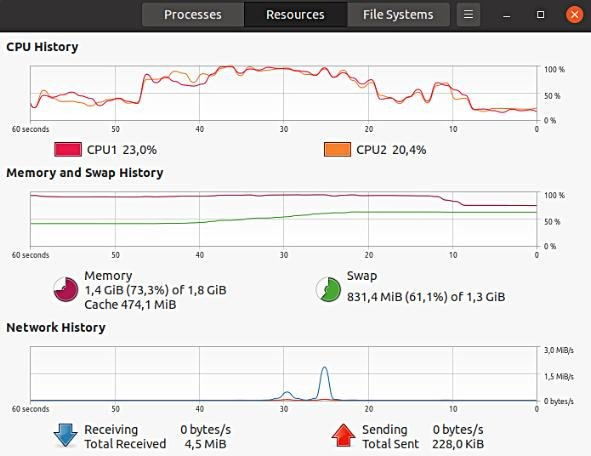 Processes Resources File Systems
CPU History
100 %
50 %
0 %
60 seconds 50 40 30 20 10 0
CPU1 23,0% CPU2 20,4%
Memory and Swap History
100 %
50 %
0 %
60 seconds 50 40 30 20 10 0
Memory Swap
1,4 GiB (73,3%) of 1,8 GiB 831,4 MiB (61,1%) of 1,3 GiB
Cache 474,1 MiB
Network History
3,0 MiB/s
1,5 MiB/s
0 bytes/s
60 seconds 50 40 30 20 10 0
Receiving 0 bytes/s Sending 0 bytes/s
Total Received 4,5 MiB Total Sent 228,0 KiB